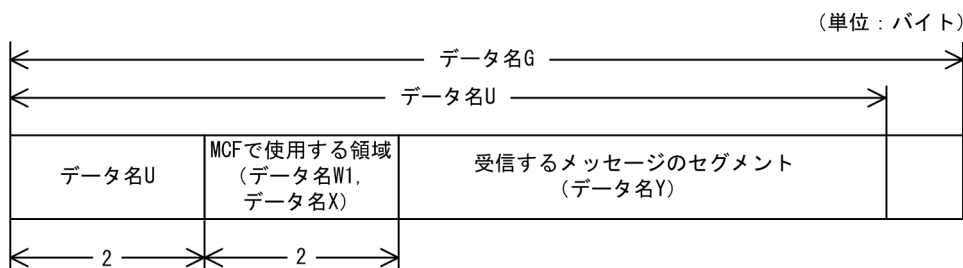 (単位:バイト)
データ名G
データ名U
データ名U
MCFで使用する領域
(データ名W1,
データ名X)
受信するメッセージのセグメント
(データ名Y)
2
2